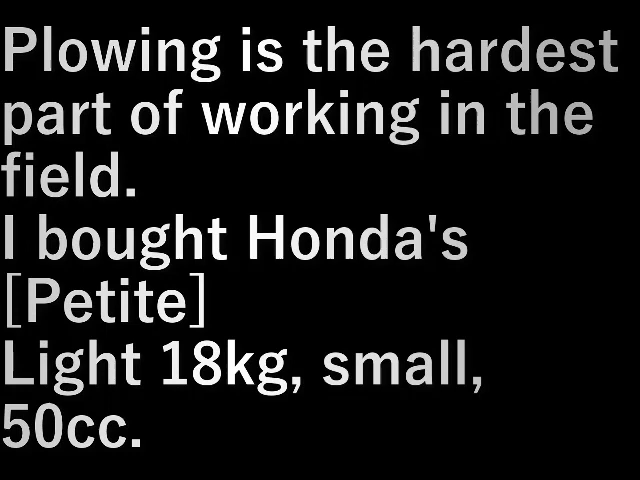 Plowing is the hardest
part of working in the
field.
I bought Honda's
[Petite]
Light 18kg, small,
50cc.